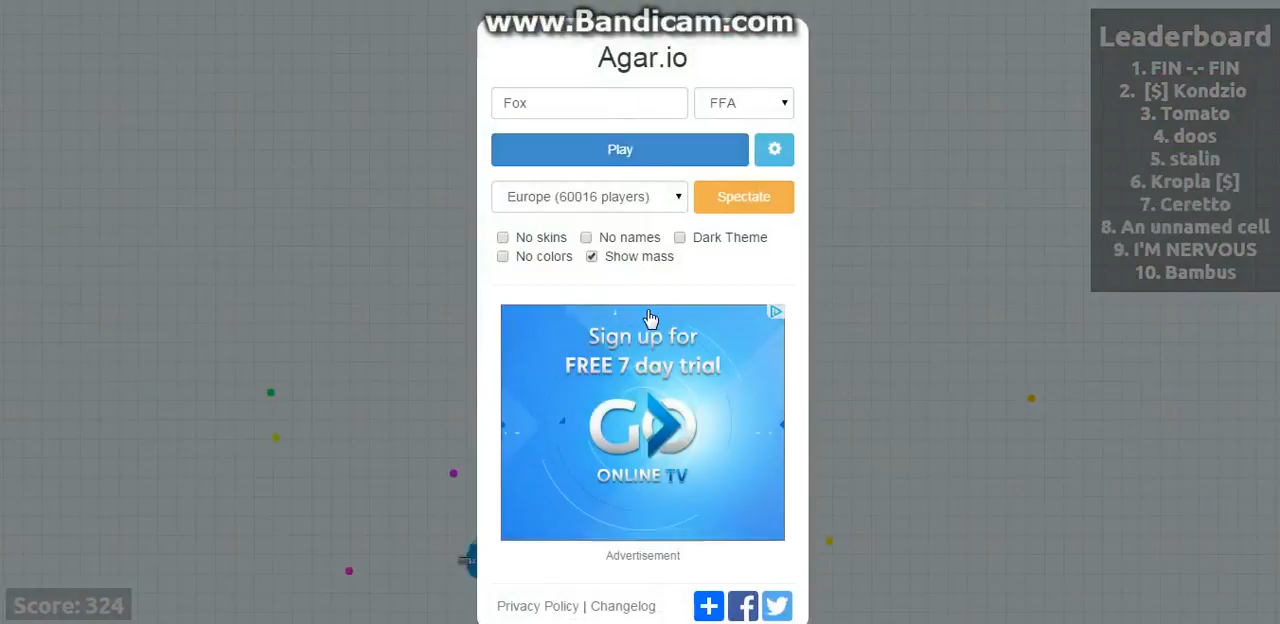 www.Bandicam.com
Agar.io
Fox
FFA
Play
Europe (60016 players)
Spectate
No skins
No names
Dark Theme
No colors
Show mass
Sign up for
FREE 7 day trial
GO
ONLINE TV
Advertisement
Privacy Policy | Changelog
Leaderboard
1. FIN -.- FIN
2. [$] Kondzio
3. Tomato
4. doos
5. stalin
6. Kropla [$]
7. Ceretto
8. An unnamed cell
9. I'M NERVOUS
10. Bambus
Score: 324